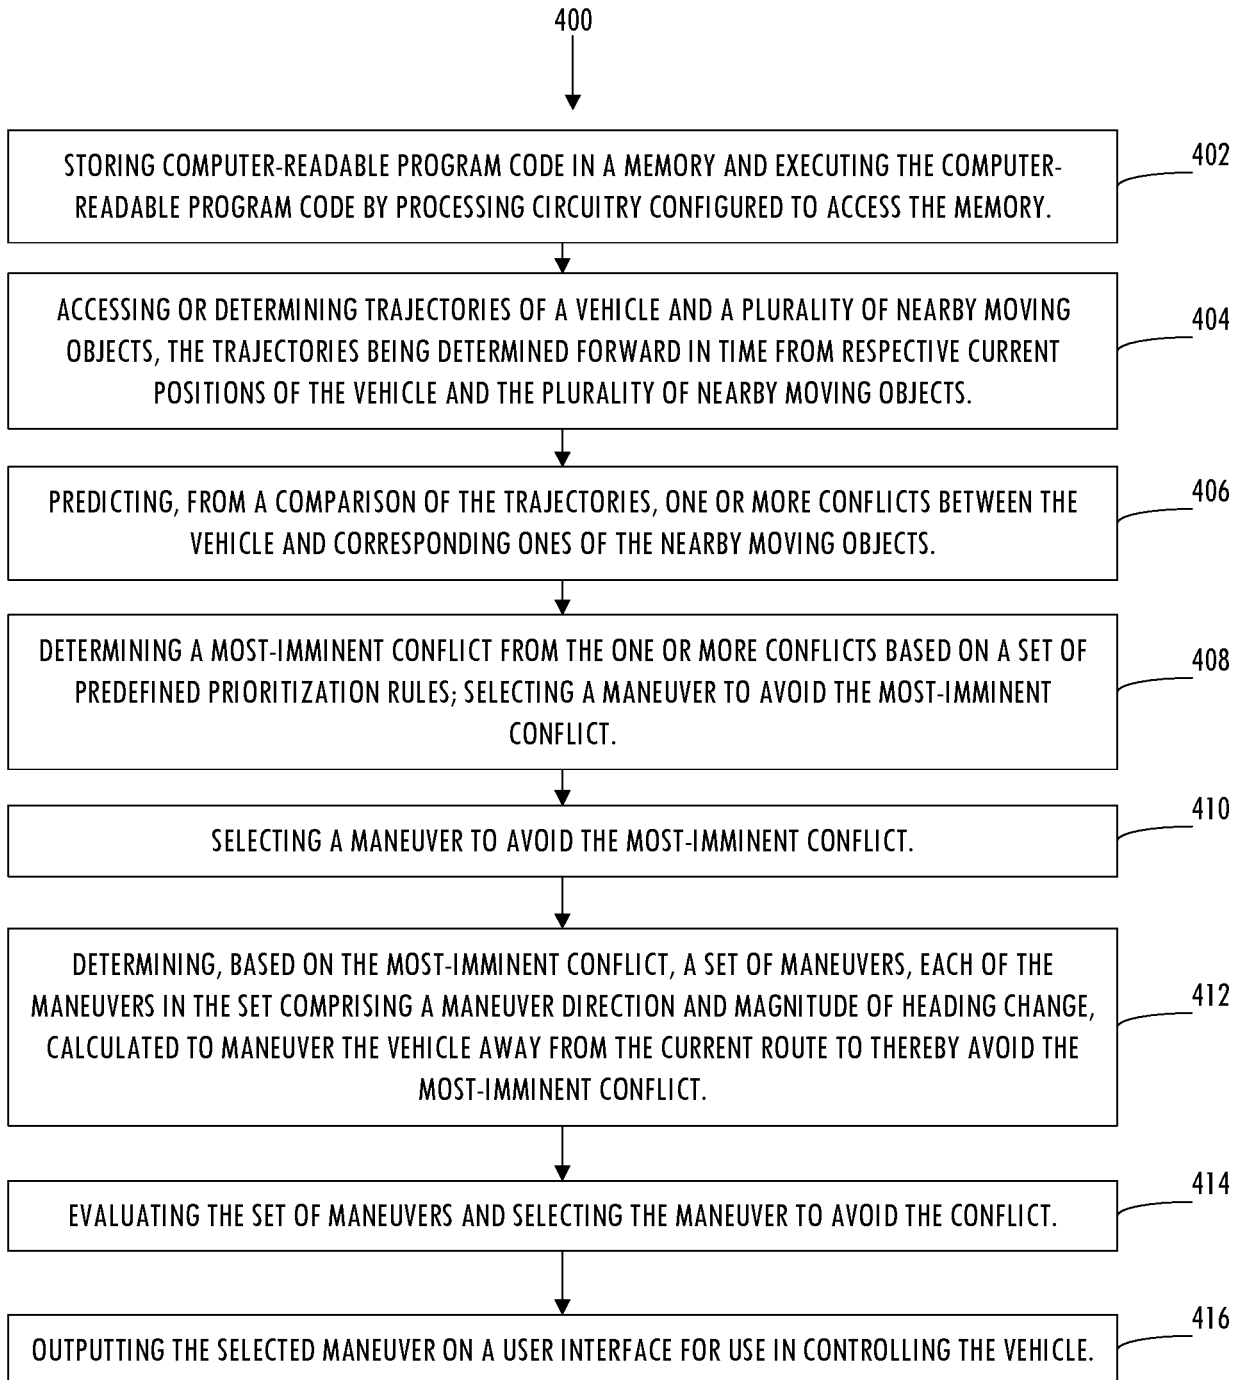 400
STORING COMPUTER-READABLE PROGRAM CODE IN A MEMORY AND EXECUTING THE COMPUTER-
READABLE PROGRAM CODE BY PROCESSING CIRCUITRY CONFIGURED TO ACCESS THE MEMORY.
402
ACCESSING OR DETERMINING TRAJECTORIES OF A VEHICLE AND A PLURALITY OF NEARBY MOVING
OBJECTS, THE TRAJECTORIES BEING DETERMINED FORWARD IN TIME FROM RESPECTIVE CURRENT
POSITIONS OF THE VEHICLE AND THE PLURALITY OF NEARBY MOVING OBJECTS.
404
PREDICTING, FROM A COMPARISON OF THE TRAJECTORIES, ONE OR MORE CONFLICTS BETWEEN THE
VEHICLE AND CORRESPONDING ONES OF THE NEARBY MOVING OBJECTS.
406
DETERMINING A MOST-IMMINENT CONFLICT FROM THE ONE OR MORE CONFLICTS BASED ON A SET OF
PREDEFINED PRIORITIZATION RULES; SELECTING A MANEUVER TO AVOID THE MOST-IMMINENT
CONFLICT.
408
SELECTING A MANEUVER TO AVOID THE MOST-IMMINENT CONFLICT.
410
DETERMINING, BASED ON THE MOST-IMMINENT CONFLICT, A SET OF MANEUVERS, EACH OF THE
MANEUVERS IN THE SET COMPRISING A MANEUVER DIRECTION AND MAGNITUDE OF HEADING CHANGE,
CALCULATED TO MANEUVER THE VEHICLE AWAY FROM THE CURRENT ROUTE TO THEREBY AVOID THE
MOST-IMMINENT CONFLICT.
412
EVALUATING THE SET OF MANEUVERS AND SELECTING THE MANEUVER TO AVOID THE CONFLICT.
414
OUTPUTTING THE SELECTED MANEUVER ON A USER INTERFACE FOR USE IN CONTROLLING THE VEHICLE.
416